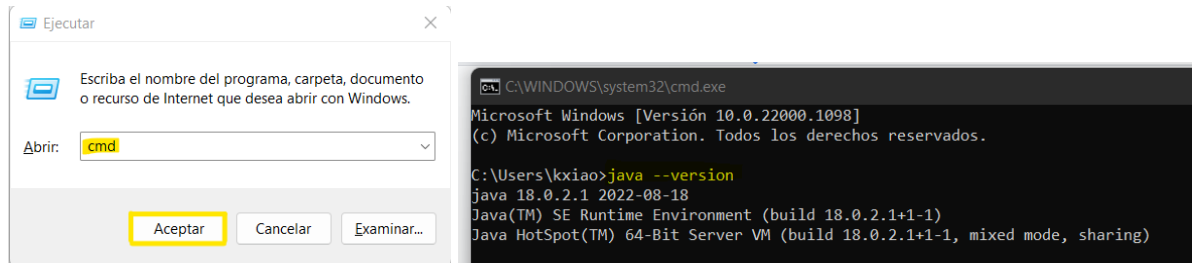 Ejecutar
Escriba el nombre del programa, carpeta, documento
o recurso de Internet que desea abrir con Windows.
Abrir: cmd
Aceptar Cancelar Examinar...
C:\WINDOWS\system32\cmd.exe
Microsoft Windows [Versión 10.0.22000.1098]
(c) Microsoft Corporation. Todos los derechos reservados.
C:\Users\kxiao>java --version
java 18.0.2.1 2022-08-18
Java(TM) SE Runtime Environment (build 18.0.2.1+1-1)
Java HotSpot(TM) 64-Bit Server VM (build 18.0.2.1+1-1, mixed mode, sharing)